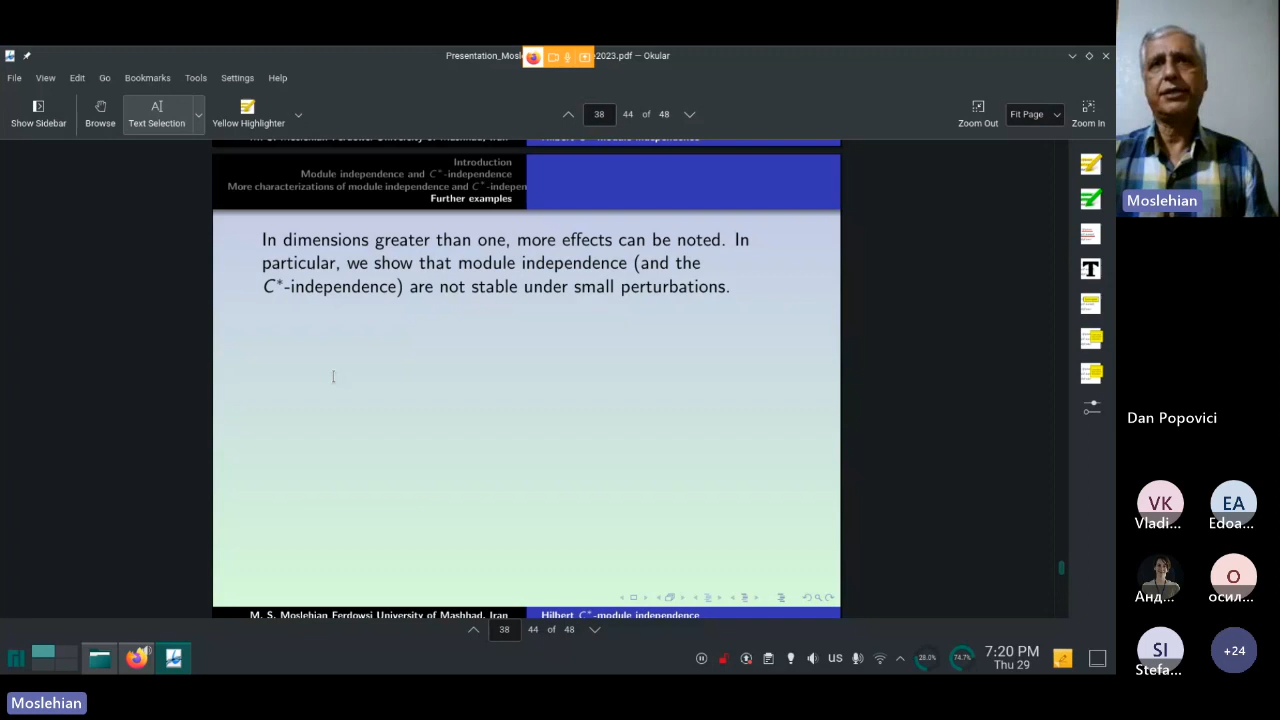 Presentation_Mosl
2023.pdf — Okular
File View Edit Go Bookmarks Tools Settings Help
Show Sidebar Browse Text Selection Yellow Highlighter
38 44 of 48
Zoom Out Fit Page Zoom In
Introduction
Module independence and C*-independence
More characterizations of module independence and C*-indepen
Further examples
In dimensions greater than one, more effects can be noted. In
particular, we show that module independence (and the
C*-independence) are not stable under small perturbations.
M. S. Moslehian Ferdowsi University of Mashhad, Iran
Hilbert C*-module independence
38 44 of 48
28.0% 74.7%
US
7:20 PM
Thu 29
Moslehian
Moslehian
Dan Popovici
VK EA
Vladi... Edoa...
О
Анд... осил...
SI +24
Stefa...